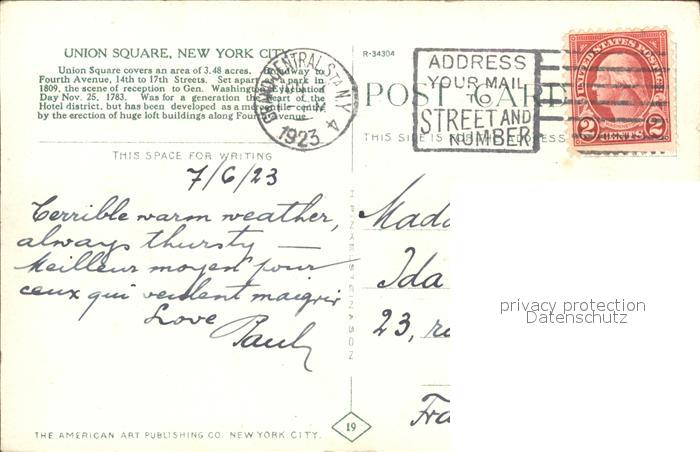 UNION SQUARE, NEW YORK CITY
Union Square covers an area of 3.48 acres. Broadway to
Fourth Avenue, 14th to 17th Streets. Set apart as a park in
1809, the scene of reception to Gen. Washington Evacuation
Day Nov. 25, 1783. Was for a generation the heart of the
Hotel district, but has been developed as a mercantile centre
by the erection of huge loft buildings along Fourth Avenue.
THIS SPACE FOR WRITING
7/6/23
Terrible warm weather,
always thursty —
Meilleur moyen pour
ceux qui veulent maigrir
Love
Paul
GRAND CENTRAL STA. N.Y.
4
1923
R-34304
ADDRESS
YOUR MAIL
TO
STREET AND
NUMBER
UNITED STATES POSTAGE
2 CENTS 2
POST CARD
THIS SIDE IS ADDRESS
Mada
Ida
23, ru
Fra
privacy protection
Datenschutz
19
THE AMERICAN ART PUBLISHING CO. NEW YORK CITY.